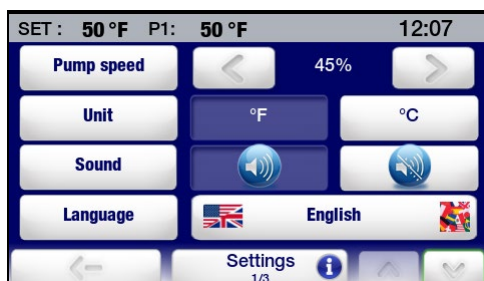 SET : 50 °F P1: 50 °F 12:07
Pump speed 45%
Unit °F °C
Sound
Language English
Settings
1/3